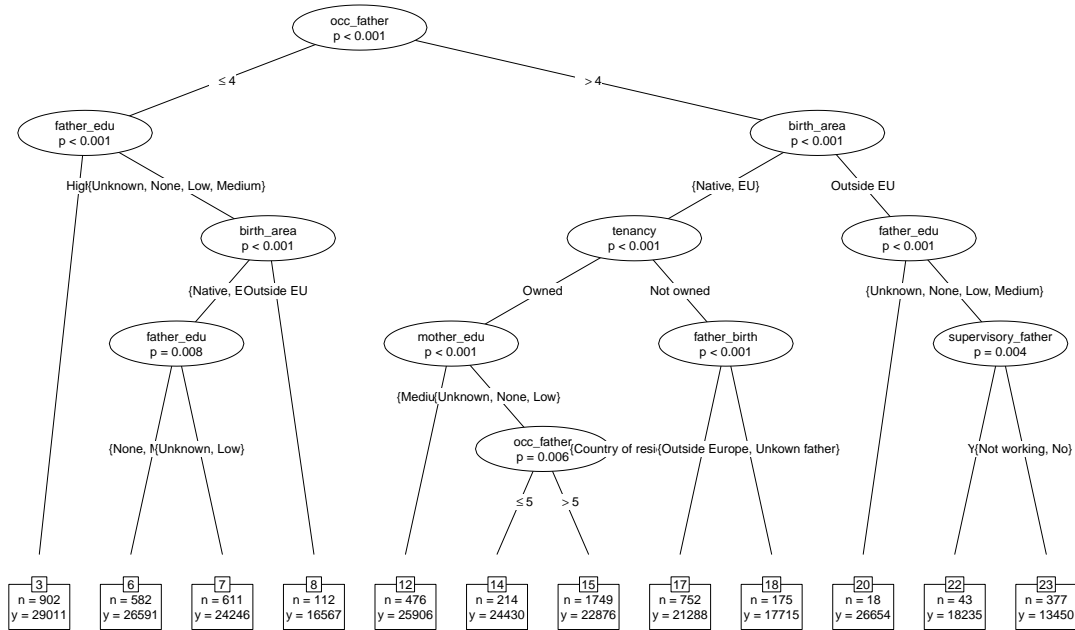 occ_father
p < 0.001
≤ 4
> 4
father_edu
p < 0.001
birth_area
p < 0.001
{Unknown, None, Low, Medium}
{Native, EU}
Outside EU
birth_area
p < 0.001
tenancy
p < 0.001
father_edu
p < 0.001
{Native, E
Outside EU
Owned
Not owned
{Unknown, None, Low, Medium}
father_edu
p = 0.008
mother_edu
p < 0.001
father_birth
p < 0.001
supervisory_father
p = 0.004
{Unknown, None, Low}
{Unknown, Low}
occ_father
p = 0.006
{Country of resi
{Outside Europe, Unkown father}
{Not working, No}
≤ 5
> 5
3
n = 902
y = 29011
6
n = 582
y = 26591
7
n = 611
y = 24246
8
n = 112
y = 16567
12
n = 476
y = 25906
14
n = 214
y = 24430
15
n = 1749
y = 22876
17
n = 752
y = 21288
18
n = 175
y = 17715
20
n = 18
y = 26654
22
n = 43
y = 18235
23
n = 377
y = 13450